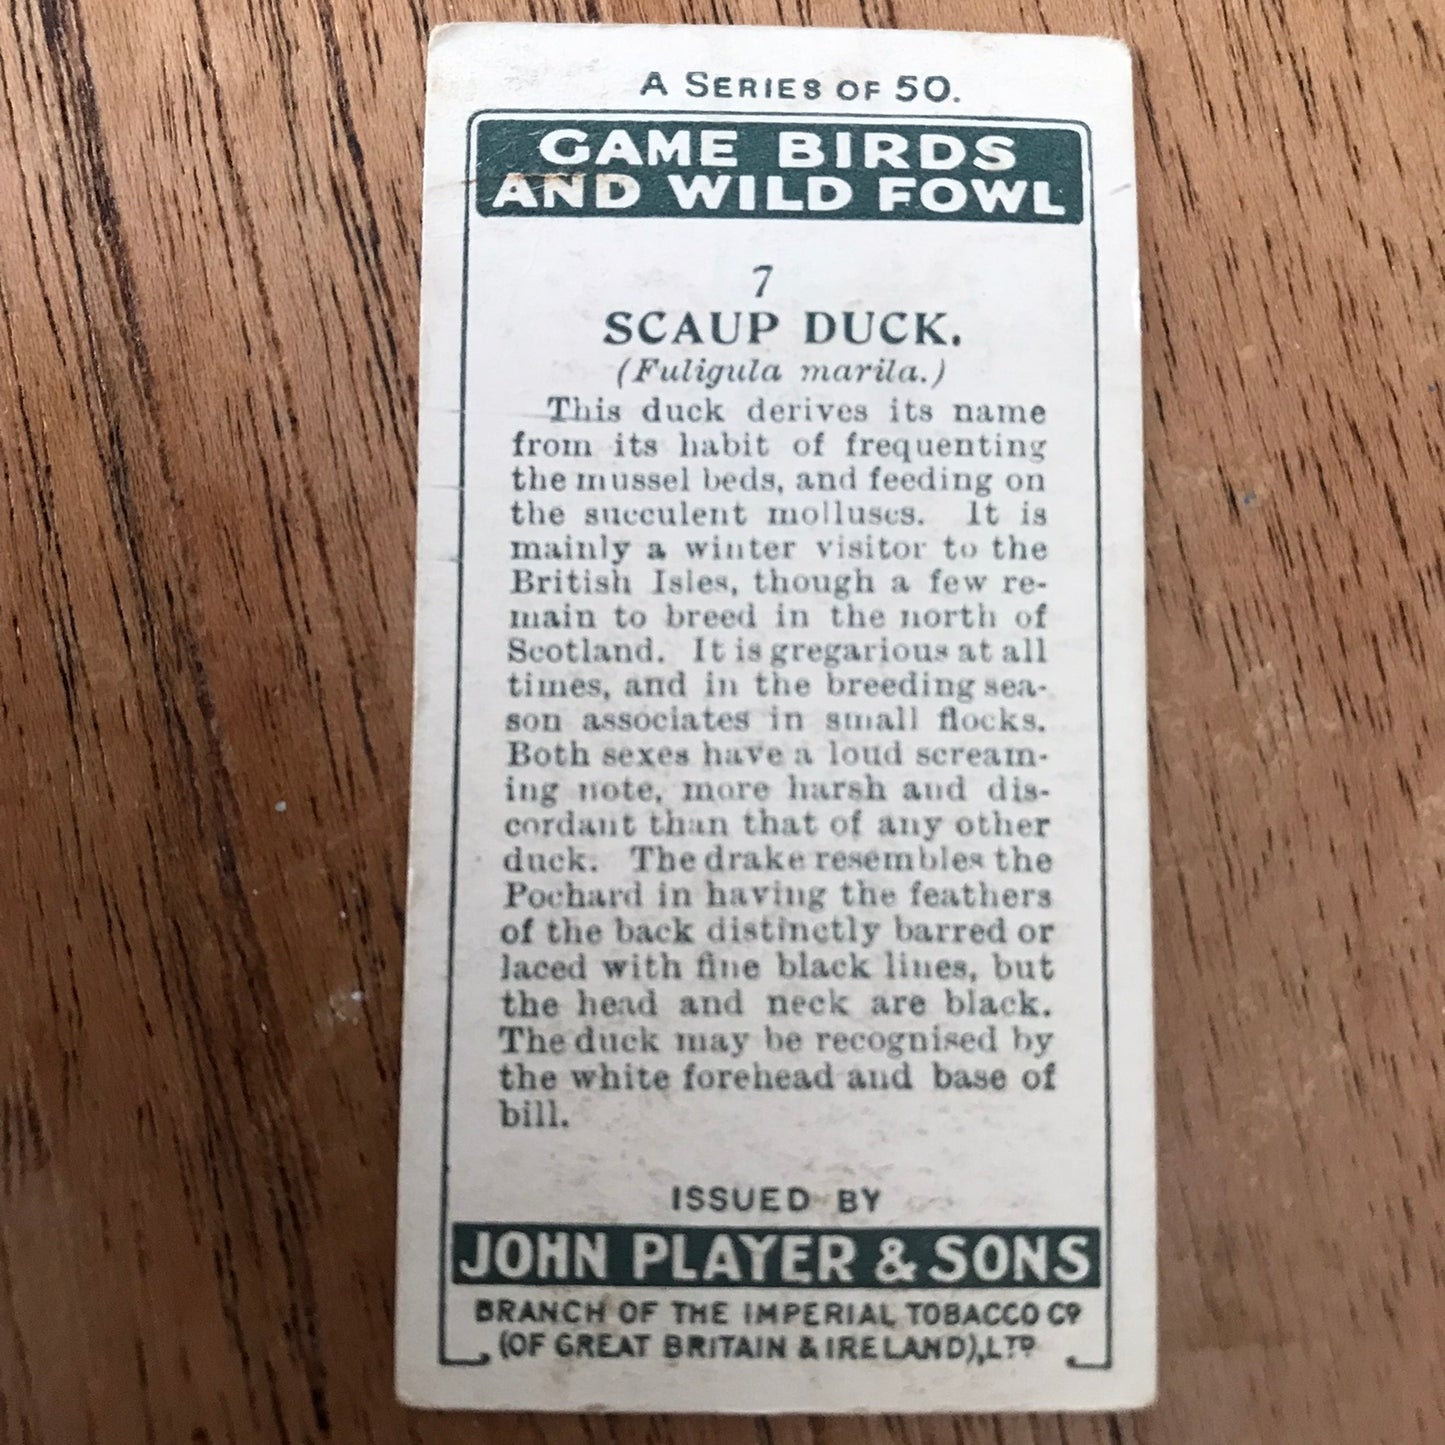 A SERIES OF 50.
GAME BIRDS
AND WILD FOWL
7
SCAUP DUCK.
(Fuligula marila.)
This duck derives its name
from its habit of frequenting
the mussel beds, and feeding on
the succulent molluscs. It is
mainly a winter visitor to the
British Isles, though a few re-
main to breed in the north of
Scotland. It is gregarious at all
times, and in the breeding sea-
son associates in small flocks.
Both sexes have a loud scream-
ing note, more harsh and dis-
cordant than that of any other
duck. The drake resembles the
Pochard in having the feathers
of the back distinctly barred or
laced with fine black lines, but
the head and neck are black.
The duck may be recognised by
the white forehead and base of
bill.
ISSUED BY
JOHN PLAYER & SONS
BRANCH OF THE IMPERIAL TOBACCO Cº
(OF GREAT BRITAIN & IRELAND), LTD